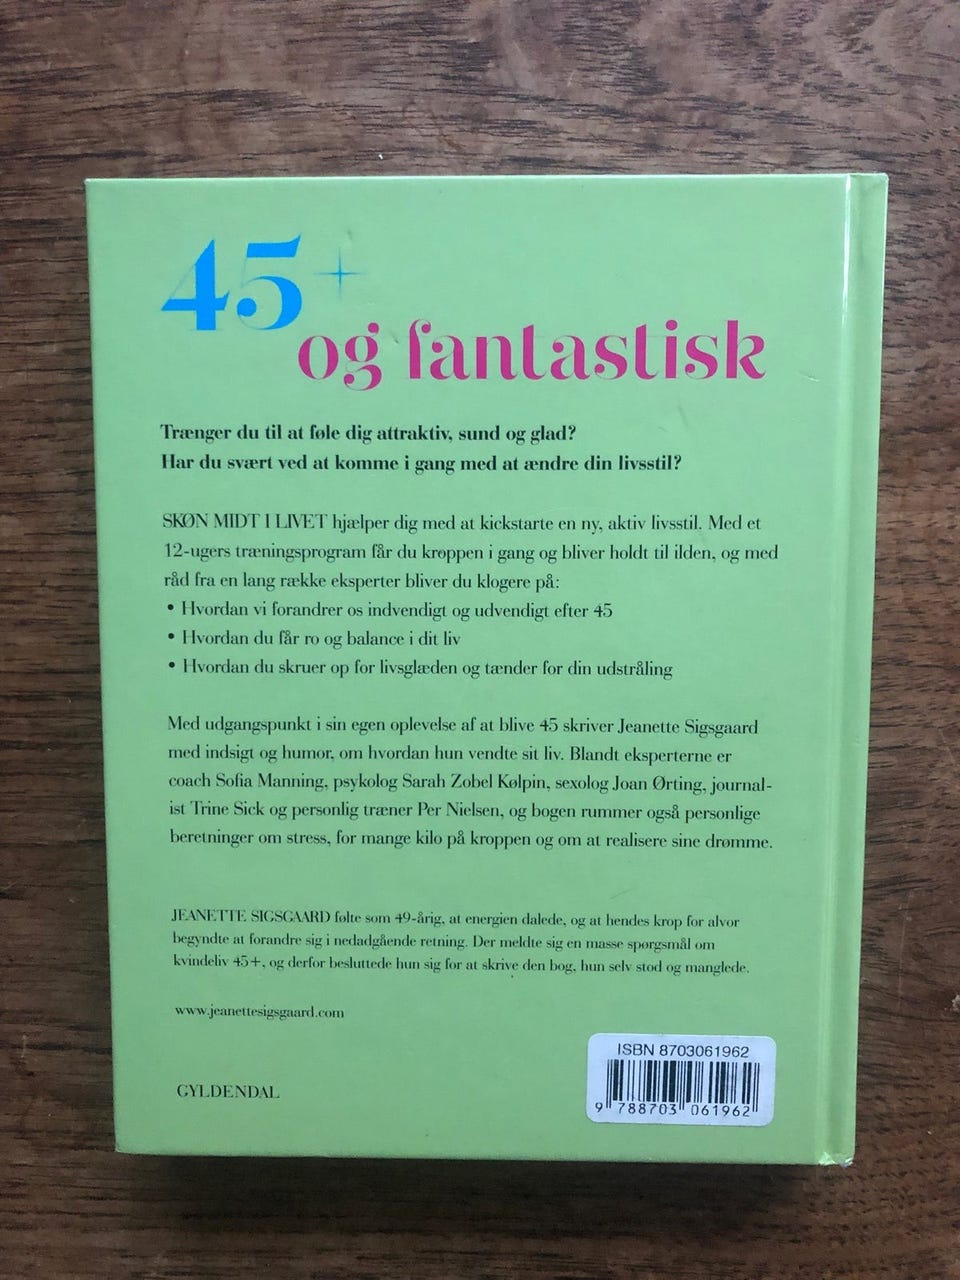 45+
og fantastisk
Trænger du til at føle dig attraktiv, sund og glad?
Har du svært ved at komme i gang med at ændre din livsstil?
SKØN MIDT I LIVET hjælper dig med at kickstarte en ny, aktiv livsstil. Med et
12-ugers træningsprogram får du kroppen i gang og bliver holdt til ilden, og med
råd fra en lang række eksperter bliver du klogere på:
• Hvordan vi forandrer os indvendigt og udvendigt efter 45
• Hvordan du får ro og balance i dit liv
• Hvordan du skruer op for livsglæden og tænder for din udstråling
Med udgangspunkt i sin egen oplevelse af at blive 45 skriver Jeanette Sigsgaard
med indsigt og humor, om hvordan hun vendte sit liv. Blandt eksperterne er
coach Sofia Manning, psykolog Sarah Zobel Kølpin, sexolog Joan Ørting, journal-
ist Trine Sick og personlig træner Per Nielsen, og bogen rummer også personlige
beretninger om stress, for mange kilo på kroppen og om at realisere sine drømme.
JEANETTE SIGSGAARD følte som 49-årig, at energien dalede, og at hendes krop for alvor
begyndte at forandre sig i nedadgående retning. Der meldte sig en masse spørgsmål om
kvindeliv 45+, og derfor besluttede hun sig for at skrive den bog, hun selv stod og manglede.
www.jeanettesigsgaard.com
GYLDENDAL
ISBN 8703061962
9 788703 061962